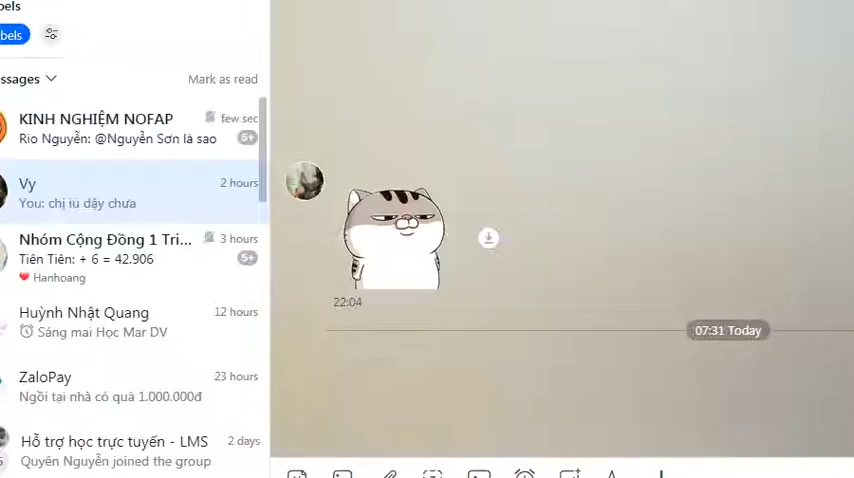 bels
bels
ssages
Mark as read
KINH NGHIỆM NOFAP
few sec
Rio Nguyễn: @Nguyễn Sơn là sao
5+
Vy
2 hours
You: chị iu dậy chưa
Nhóm Cộng Đồng 1 Tri...
3 hours
Tiên Tiên: + 6 = 42.906
5+
Hanhoang
Huỳnh Nhật Quang
12 hours
Sáng mai Học Mar DV
ZaloPay
23 hours
Ngồi tại nhà có quà 1.000.000đ
Hỗ trợ học trực tuyến - LMS
2 days
Quyên Nguyễn joined the group
22:04
07:31 Today